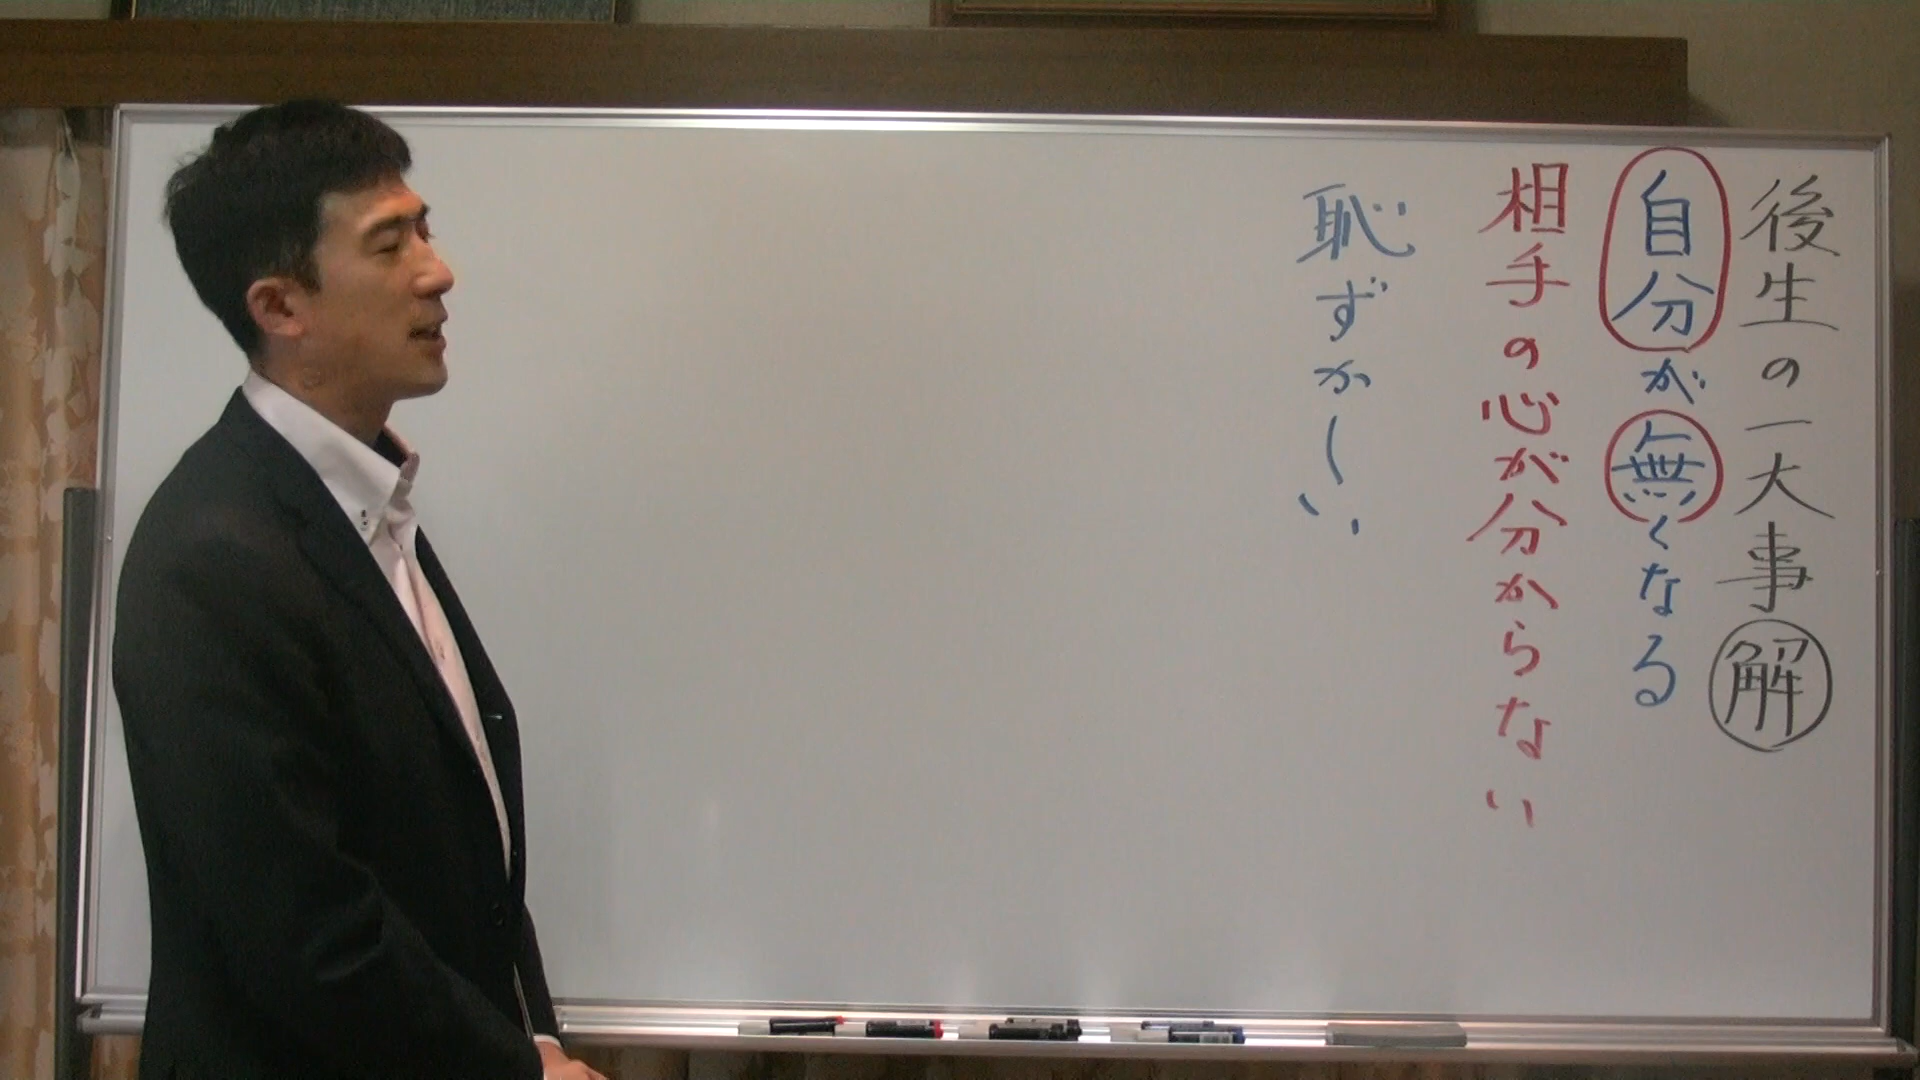 後生の一大事 解
自分が無くなる
相手の心が分からない
恥ずかしい